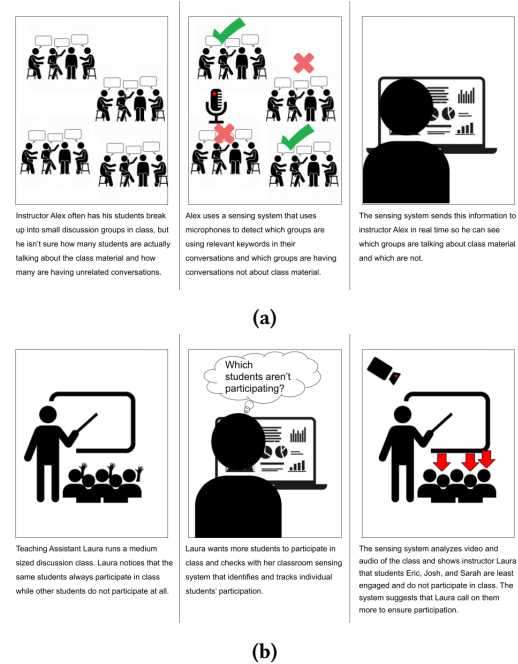 Instructor Alex often has his students break
up into small discussion groups in class, but
he isn't sure how many students are actually
talking about the class material and how
many are having unrelated conversations.
Alex uses a sensing system that uses
microphones to detect which groups are
using relevant keywords in their
conversations and which groups are having
conversations not about class material.
The sensing system sends this information to
instructor Alex in real time so he can see
which groups are talking about class material
and which are not.
(a)
Which
students aren't
participating?
Teaching Assistant Laura runs a medium
sized discussion class. Laura notices that the
same students always participate in class
while other students do not participate at all.
Laura wants more students to participate in
class and checks with her classroom sensing
system that identifies and tracks individual
students' participation.
The sensing system analyzes video and
audio of the class and shows instructor Laura
that students Eric, Josh, and Sarah are least
engaged and do not participate in class. The
system suggests that Laura call on them
more to ensure participation.
(b)